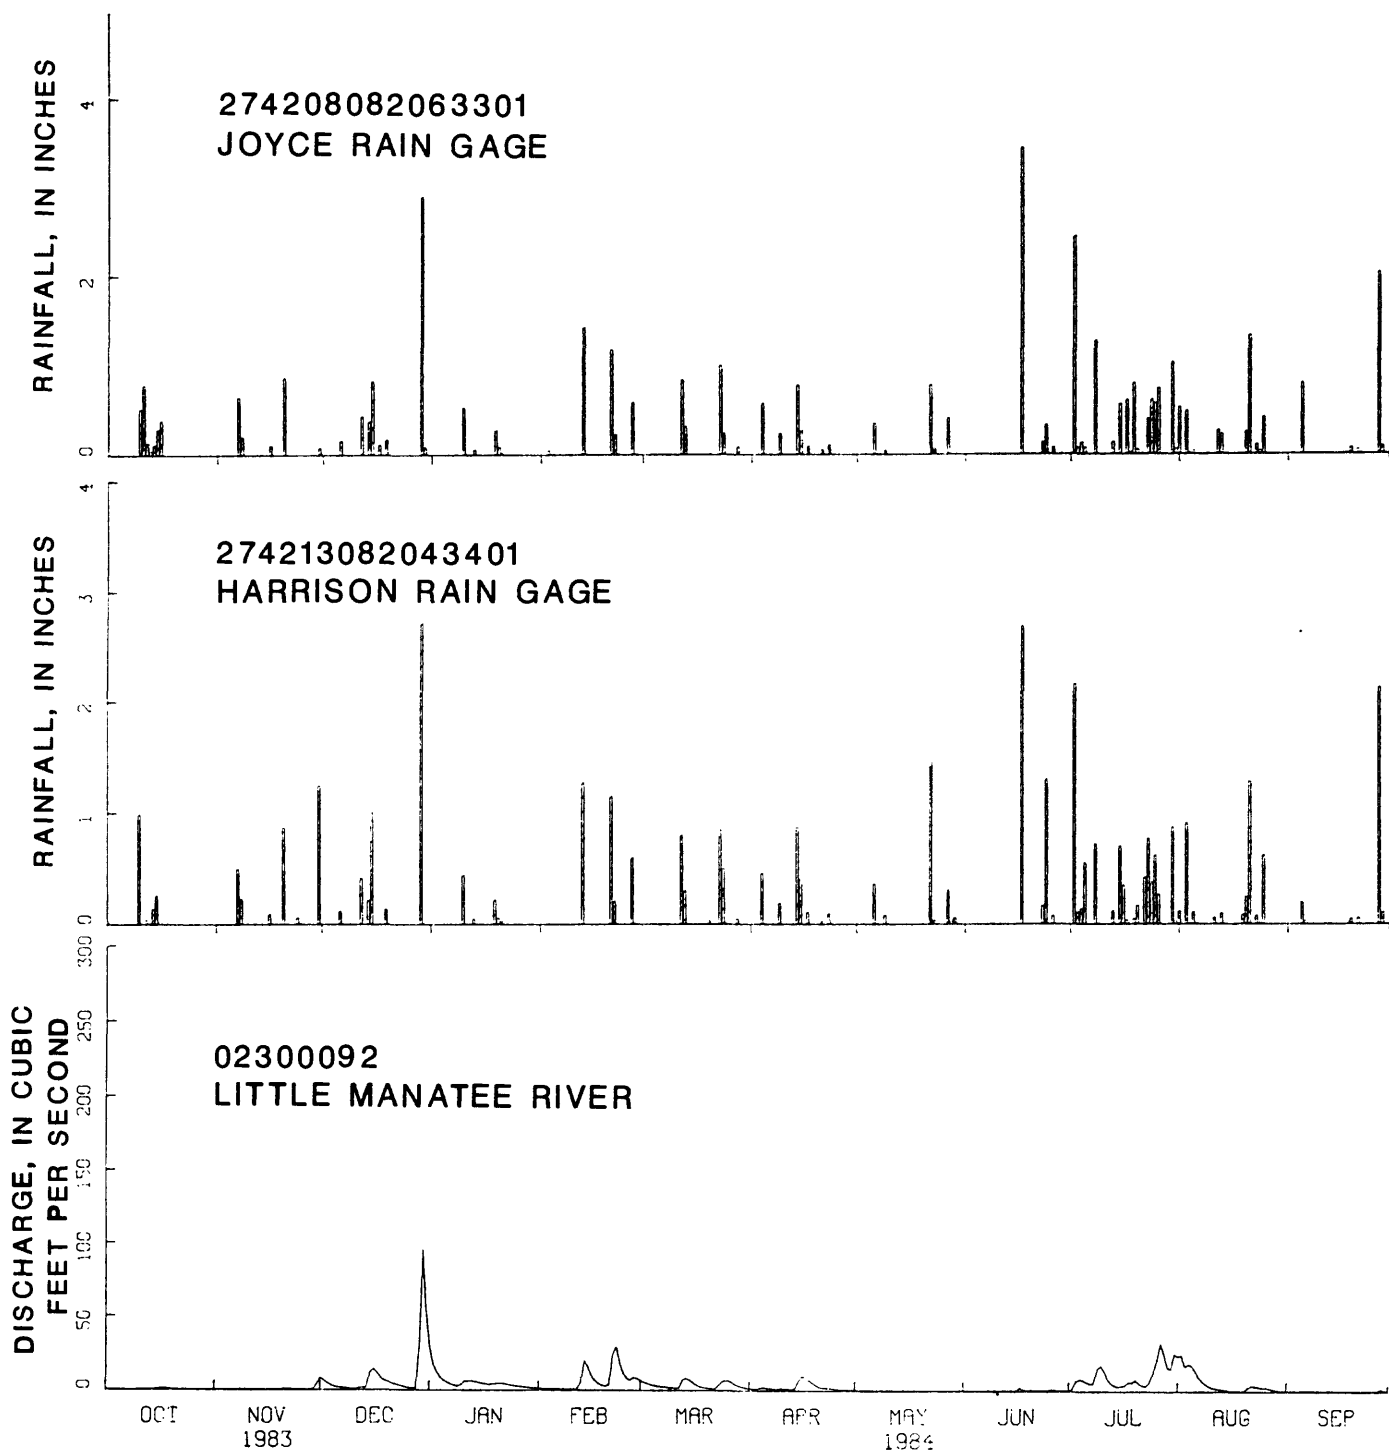 RAINFALL, IN INCHES
4
2
0
274208082063301
JOYCE RAIN GAGE
RAINFALL, IN INCHES
4
3
2
1
0
274213082043401
HARRISON RAIN GAGE
DISCHARGE, IN CUBIC
FEET PER SECOND
300
250
200
150
100
50
0
02300092
LITTLE MANATEE RIVER
OCT NOV DEC JAN FEB MAR APR MAY JUN JUL AUG SEP
1983 1984